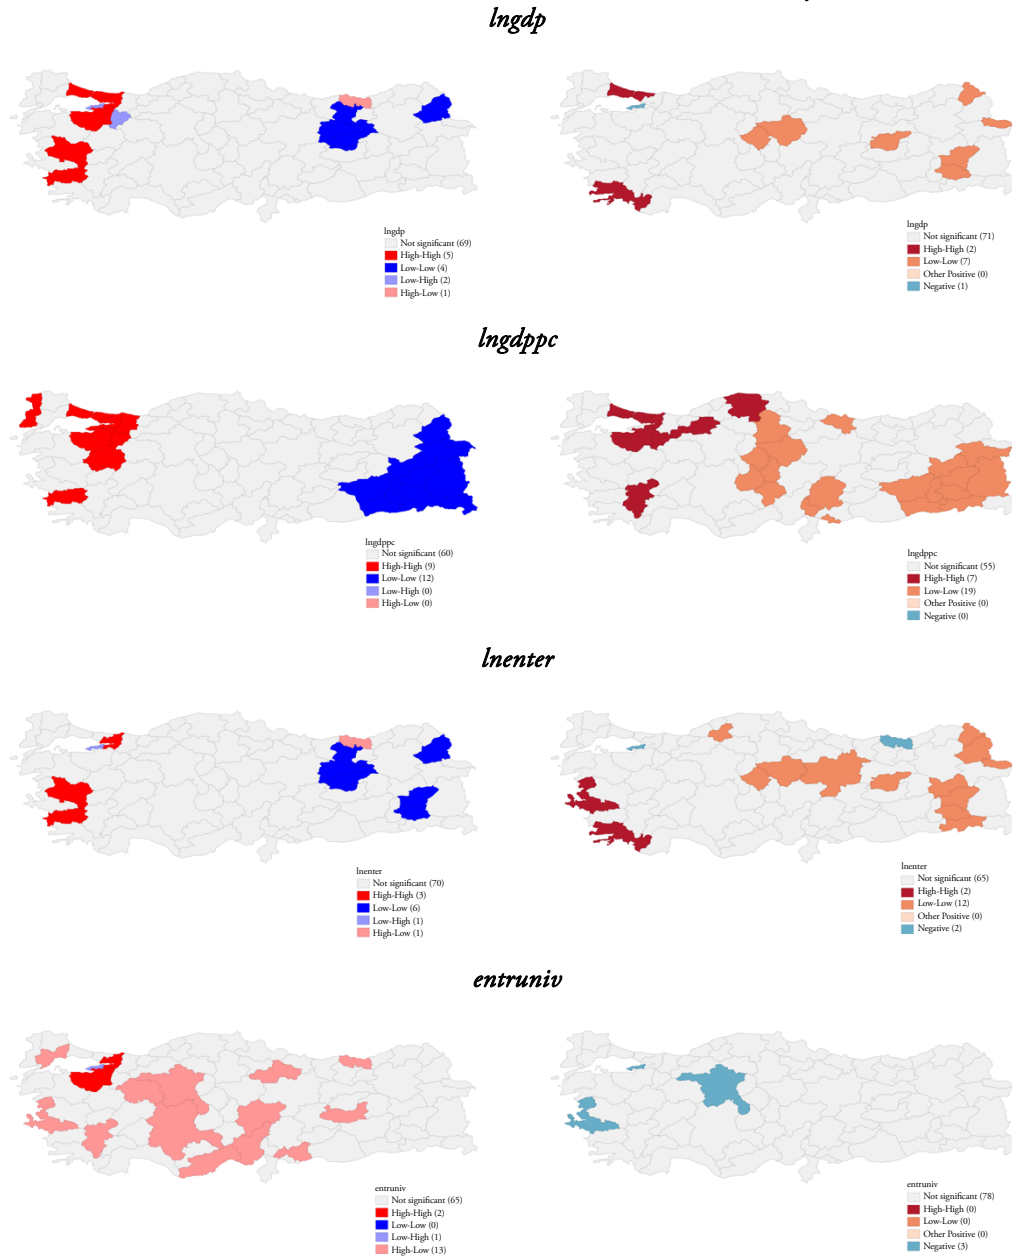 lngdp
lngdp
Not significant (69)
High-High (5)
Low-Low (4)
Low-High (2)
High-Low (1)
lngdp
Not significant (71)
High-High (2)
Low-Low (7)
Other Positive (0)
Negative (1)
lngdppc
lngdppc
Not significant (60)
High-High (9)
Low-Low (12)
Low-High (0)
High-Low (0)
lngdppc
Not significant (55)
High-High (7)
Low-Low (19)
Other Positive (0)
Negative (0)
lnenter
lnenter
Not significant (70)
High-High (3)
Low-Low (6)
Low-High (1)
High-Low (1)
lnenter
Not significant (65)
High-High (2)
Low-Low (12)
Other Positive (0)
Negative (2)
entruniv
entruniv
Not significant (65)
High-High (2)
Low-Low (0)
Low-High (1)
High-Low (13)
entruniv
Not significant (78)
High-High (0)
Low-Low (0)
Other Positive (0)
Negative (3)